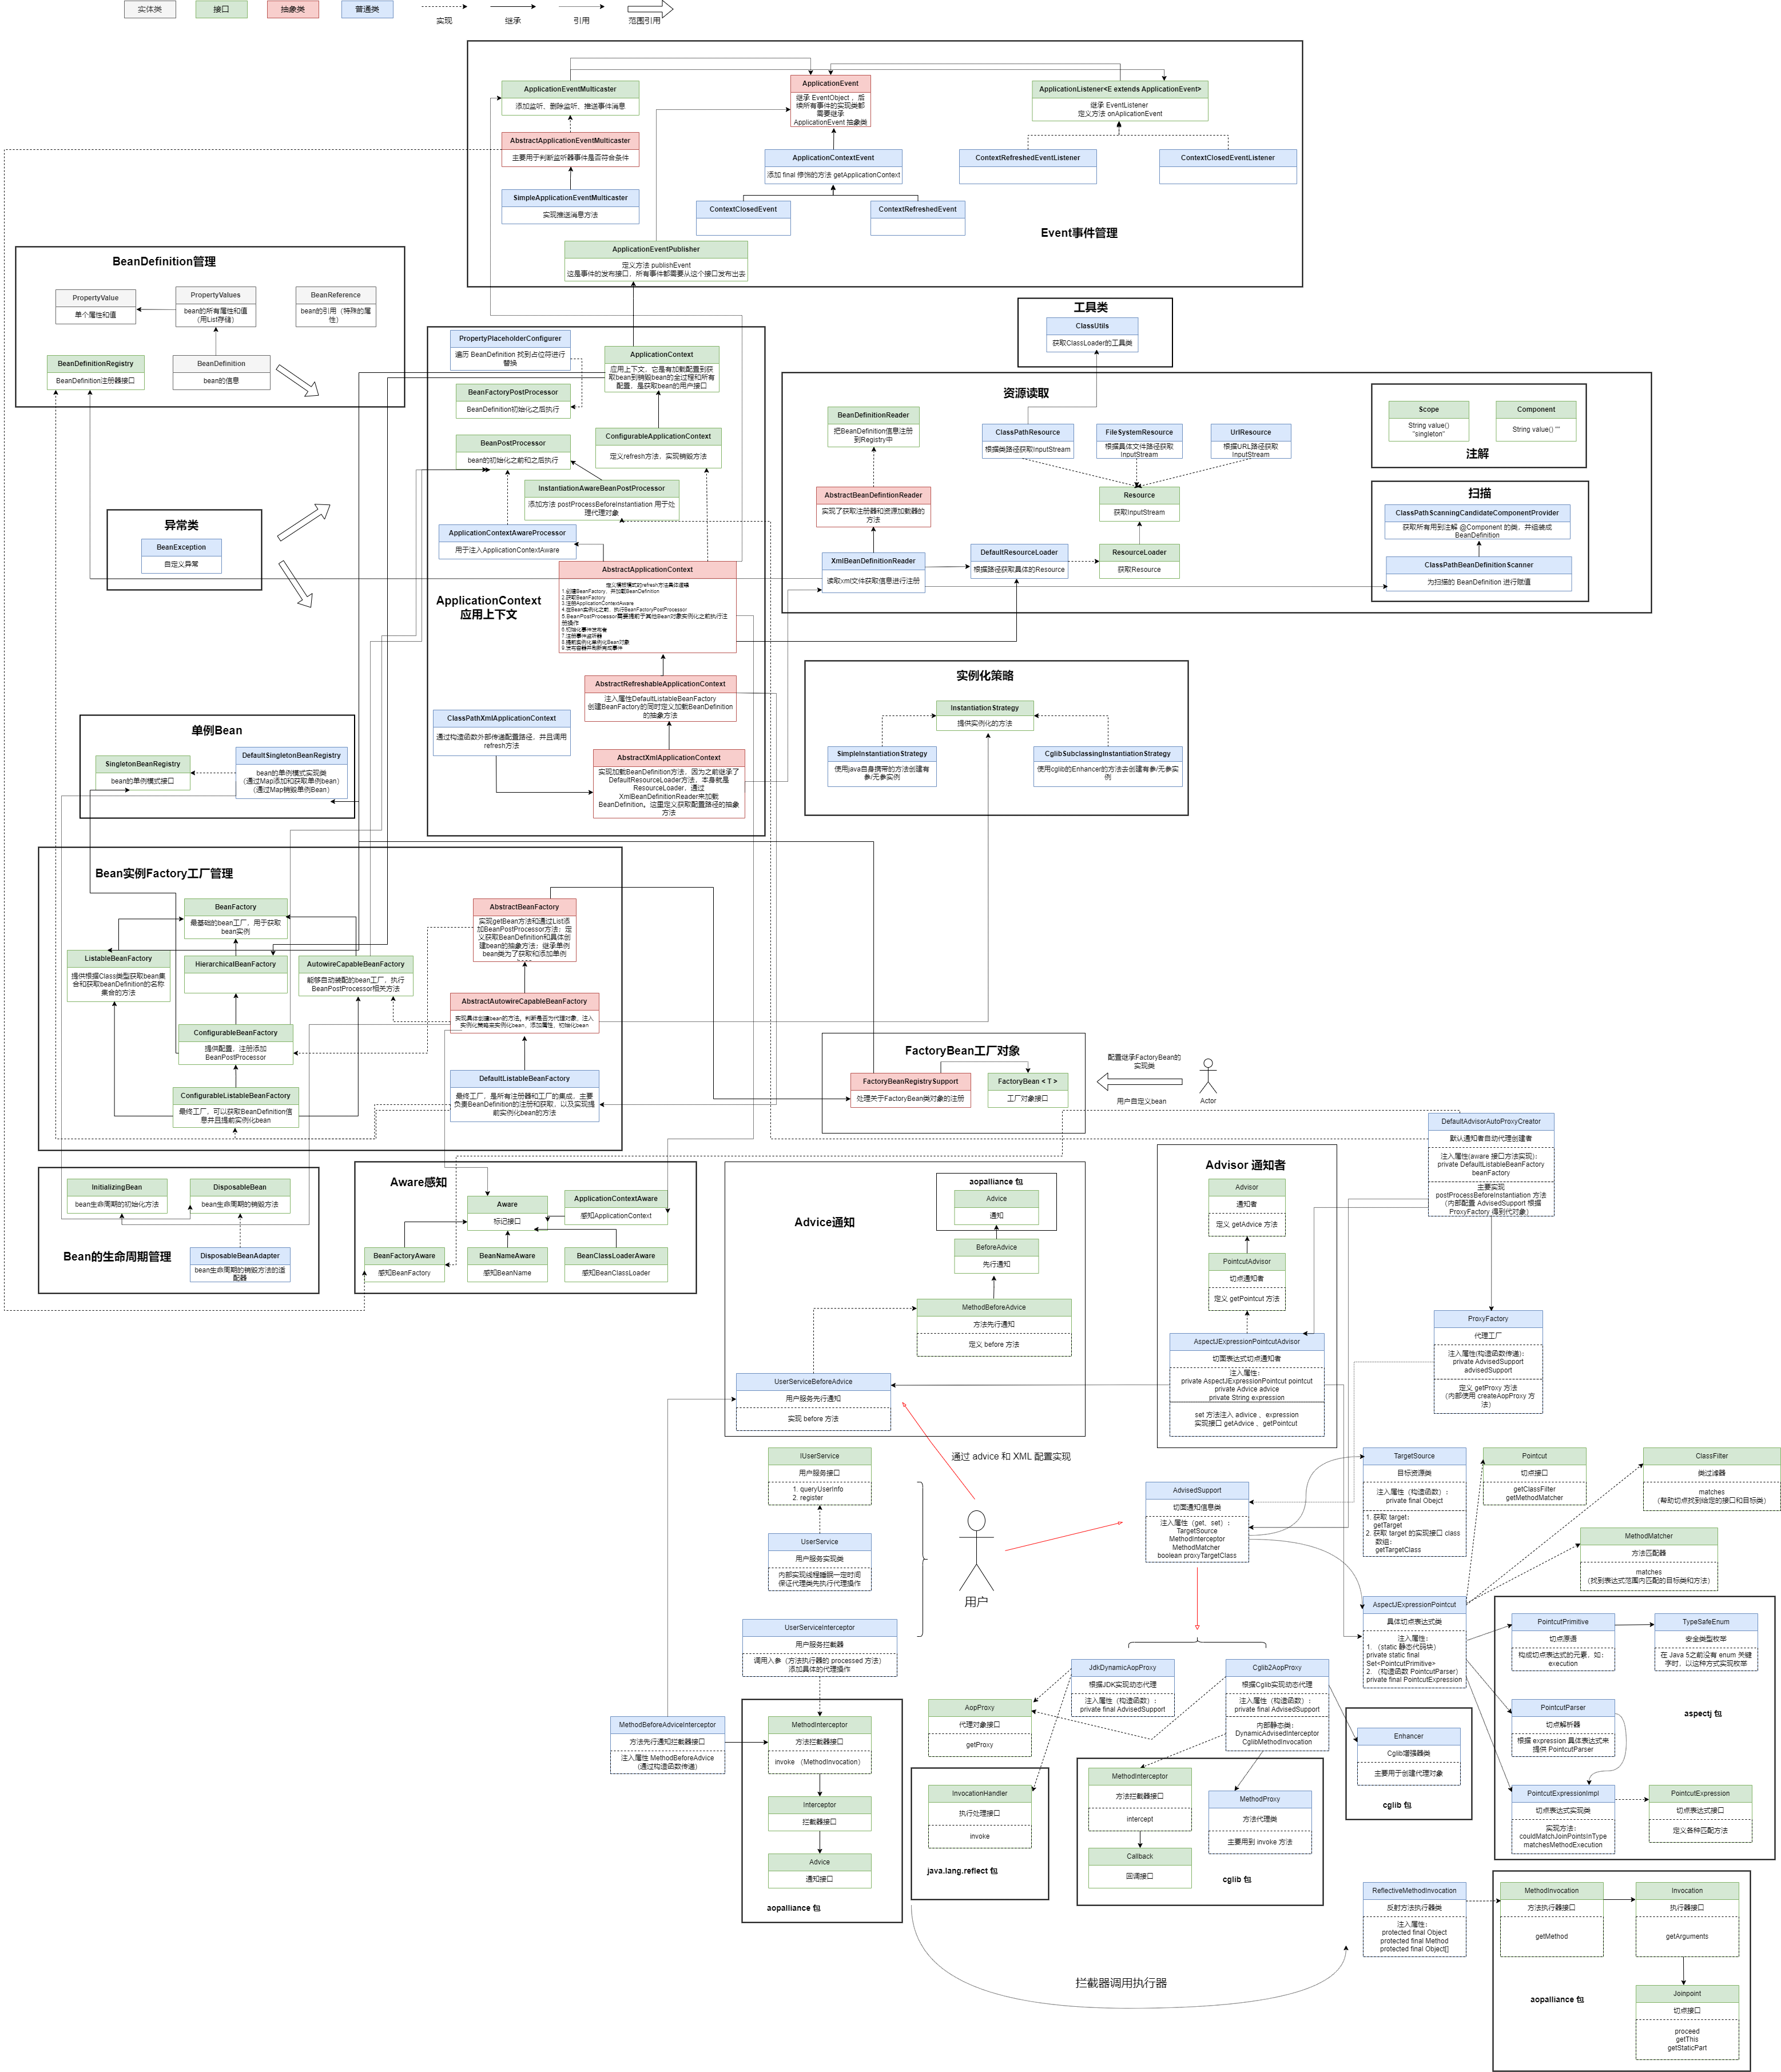 实体类
接口
抽象类
普通类
实现
继承
引用
范围引用
ApplicationEventMulticaster
添加监听、删除监听、推送事件消息
AbstractApplicationEventMulticaster
主要用于判断监听器事件是否符合条件
SimpleApplicationEventMulticaster
实现推送消息方法
ApplicationEvent
继承 EventObject ，后
续所有事件的实现类都
需要继承
ApplicationEvent 抽象类
ApplicationContextEvent
添加 final 修饰的方法 getApplicationContext
ContextClosedEvent
ContextRefreshedEvent
ApplicationListener<E extends ApplicationEvent>
继承 EventListener
定义方法 onAplicationEvent
ContextRefreshedEventListener
ContextClosedEventListener
Event事件管理
ApplicationEventPublisher
定义方法 publishEvent
这是事件的发布接口，所有事件都需要从这个接口发布出去
BeanDefinition管理
PropertyValue
单个属性和值
PropertyValues
bean的所有属性和值
（用List存储）
BeanReference
bean的引用（特殊的属
性）
BeanDefinitionRegistry
BeanDefinition注册器接口
BeanDefinition
bean的信息
异常类
BeanException
自定义异常
PropertyPlaceholderConfigurer
遍历 BeanDefinition 找到占位符进行
替换
ApplicationContext
应用上下文，它是有加载配置到获
取bean到销毁bean的全过程和所有
配置，是获取bean的用户接口
BeanFactoryPostProcessor
BeanDefinition初始化之后执行
BeanPostProcessor
bean的初始化之前和之后执行
ConfigurableApplicationContext
定义refresh方法，实现销毁方法
InstantiationAwareBeanPostProcessor
添加方法 postProcessBeforeInstantiation 用于处
理代理对象
ApplicationContextAwareProcessor
用于注入ApplicationContextAware
AbstractApplicationContext
定义模板模式的refresh方法具体逻辑
1.创建BeanFactory，并加载BeanDefinition
2.获取BeanFactory
3.注册ApplicationContextAware
4.在Bean实例化之前，执行BeanFactoryPostProcessor
5.BeanPostProcessor需要提前于其他Bean对象实例化之前执行注
册操作
6.初始化事件发布者
7.注册事件监听器
8.提前实例化单例化Bean对象
9.发布容器并刷新完成事件
ApplicationContext
应用上下文
AbstractRefreshableApplicationContext
注入属性DefaultListableBeanFactory
创建BeanFactory的同时定义加载BeanDefinition
的抽象方法
ClassPathXmlApplicationContext
通过构造函数外部传递配置路径，并且调用
refresh方法
AbstractXmlApplicationContext
实现加载BeanDefinition方法，因为之前继承了
DefaultResourceLoader方法，本身就是
ResourceLoader，通过
XmlBeanDefinitionReader来加载
BeanDefinition。这里定义获取配置路径的抽象
方法
工具类
ClassUtils
获取ClassLoader的工具类
资源读取
BeanDefinitionReader
把BeanDefinition信息注册
到Registry中
AbstractBeanDefintionReader
实现了获取注册器和资源加载器的
方法
XmlBeanDefinitionReader
读取xml文件获取信息进行注册
ClassPathResource
根据类路径获取InputStream
FileSystemResource
根据具体文件路径获取
InputStream
UrlResource
根据URL路径获取
InputStream
Resource
获取InputStream
DefaultResourceLoader
根据路径获取具体的Resource
ResourceLoader
获取Resource
Scope
String value()
"singleton"
Component
String value() ""
注解
扫描
ClassPathScanningCandidateComponentProvider
获取所有用到注解 @Component 的类，并组装成
BeanDefinition
ClassPathBeanDefinitionScanner
为扫描的 BeanDefinition 进行赋值
实例化策略
InstantiationStrategy
提供实例化的方法
SimpleInstantiationStrategy
使用java自身携带的方法创建有
参/无参实例
CglibSubclassingInstantiationStrategy
使用cglib的Enhancer的方法去创建有参/无参实
例
单例Bean
SingletonBeanRegistry
bean的单例模式接口
DefaultSingletonBeanRegistry
bean的单例模式实现类
（通过Map添加和获取单例bean）
（通过Map销毁单例Bean）
Bean实例Factory工厂管理
BeanFactory
最基础的bean工厂，用于获取
bean实例
ListableBeanFactory
提供根据Class类型获取bean集
合和获取beanDefinition的名称
集合的方法
HierarchicalBeanFactory
AutowireCapableBeanFactory
能够自动装配的bean工厂，执行
BeanPostProcessor相关方法
ConfigurableBeanFactory
提供配置，注册添加
BeanPostProcessor
ConfigurableListableBeanFactory
最终工厂，可以获取BeanDefinition信
息并且提前实例化bean
AbstractBeanFactory
实现getBean方法和通过List添
加BeanPostProcessor方法；定
义获取BeanDefinition和具体创
建bean的抽象方法；继承单例
bean类为了获取和添加单例
AbstractAutowireCapableBeanFactory
实现具体创建bean的方法。判断是否为代理对象，注入
实例化策略来实例化bean，添加属性，初始化bean
DefaultListableBeanFactory
最终工厂，是所有注册器和工厂的集成，主要
负责BeanDefinition的注册和获取，以及实现提
前实例化bean的方法
FactoryBean工厂对象
FactoryBeanRegistrySupport
处理关于FactoryBean类对象的注册
FactoryBean < T >
工厂对象接口
配置继承FactoryBean的
实现类
用户自定义bean
Actor
InitializingBean
bean生命周期的初始化方法
DisposableBean
bean生命周期的销毁方法
DisposableBeanAdapter
bean生命周期的销毁方法的适
配器
Bean的生命周期管理
Aware感知
Aware
标记接口
ApplicationContextAware
感知ApplicationContext
BeanFactoryAware
感知BeanFactory
BeanNameAware
感知BeanName
BeanClassLoaderAware
感知BeanClassLoader
Advice通知
aopalliance 包
Advice
通知
BeforeAdvice
先行通知
MethodBeforeAdvice
方法先行通知
定义 before 方法
UserServiceBeforeAdvice
用户服务先行通知
实现 before 方法
Advisor 通知者
Advisor
通知者
定义 getAdvice 方法
PointcutAdvisor
切点通知者
定义 getPointcut 方法
AspectJExpressionPointcutAdvisor
切面表达式切点通知者
注入属性：
private AspectJExpressionPointcut pointcut
private Advice advice
private String expression
set 方法注入 adivice 、expression
实现接口 getAdvice 、getPointcut
DefaultAdvisorAutoProxyCreator
默认通知者自动代理创建者
注入属性(aware 接口方法实现)：
private DefaultListableBeanFactory
beanFactory
主要实现
postProcessBeforeInstantiation 方法
（内部配置 AdvisedSupport 根据
ProxyFactory 得到代对象）
ProxyFactory
代理工厂
注入属性(构造函数传递)：
private AdvisedSupport
advisedSupport
定义 getProxy 方法
（内部使用 createAopProxy 方
法）
通过 advice 和 XML 配置实现
IUserService
用户服务接口
1. queryUserInfo
2. register
UserService
用户服务实现类
内部实现线程睡眠一定时间
保证代理类先执行代理操作
UserServiceInterceptor
用户服务拦截器
调用入参（方法执行器的 processed 方法）
添加具体的代理操作
用户
AdvisedSupport
切面通知信息类
注入属性（get、set）：
TargetSource
MethodInterceptor
MethodMatcher
boolean proxyTargetClass
TargetSource
目标资源类
注入属性（构造函数）：
private final Obejct
1. 获取 target：
getTarget
2. 获取 target 的实现接口 class
数组：
getTargetClass
Pointcut
切点接口
getClassFilter
getMethodMatcher
ClassFilter
类过滤器
matches
（帮助切点找到给定的接口和目标类）
MethodMatcher
方法匹配器
matches
（找到表达式范围内匹配的目标类和方法）
AspectJExpressionPointcut
具体切点表达式类
注入属性：
1. （static 静态代码块）
private static final
Set<PointcutPrimitive>
2. （构造函数 PointcutParser）
private final PointcutExpression
PointcutPrimitive
切点原语
构成切点表达式的元素，如：
execution
TypeSafeEnum
安全类型枚举
在 Java 5之前没有 enum 关键
字时，以这种方式实现枚举
PointcutParser
切点解析器
根据 expression 具体表达式来
提供 PointcutParser
aspectj 包
PointcutExpressionImpl
切点表达式实现类
实现方法：
couldMatchJoinPointsInType
matchesMethodExecution
PointcutExpression
切点表达式接口
定义各种匹配方法
MethodBeforeAdviceInterceptor
方法先行通知拦截器接口
注入属性 MethodBeforeAdvice
(通过构造函数传递)
MethodInterceptor
方法拦截器接口
invoke （MethodInvocation）
Interceptor
拦截器接口
Advice
通知接口
aopalliance 包
AopProxy
代理对象接口
getProxy
JdkDynamicAopProxy
根据JDK实现动态代理
注入属性（构造函数）：
private final AdvisedSupport
Cglib2AopProxy
根据Cglib实现动态代理
注入属性（构造函数）：
private final AdvisedSupport
内部静态类：
DynamicAdvisedInterceptor
CglibMethodInvocation
InvocationHandler
执行处理接口
invoke
java.lang.reflect 包
MethodInterceptor
方法拦截器接口
intercept
Callback
回调接口
MethodProxy
方法代理类
主要用到 invoke 方法
cglib 包
Enhancer
Cglib增强器类
主要用于创建代理对象
cglib 包
拦截器调用执行器
ReflectiveMethodInvocation
反射方法执行器类
注入属性：
protected final Object
protected final Method
protected final Object[]
MethodInvocation
方法执行器接口
getMethod
Invocation
执行器接口
getArguments
Joinpoint
切点接口
proceed
getThis
getStaticPart
aopalliance 包